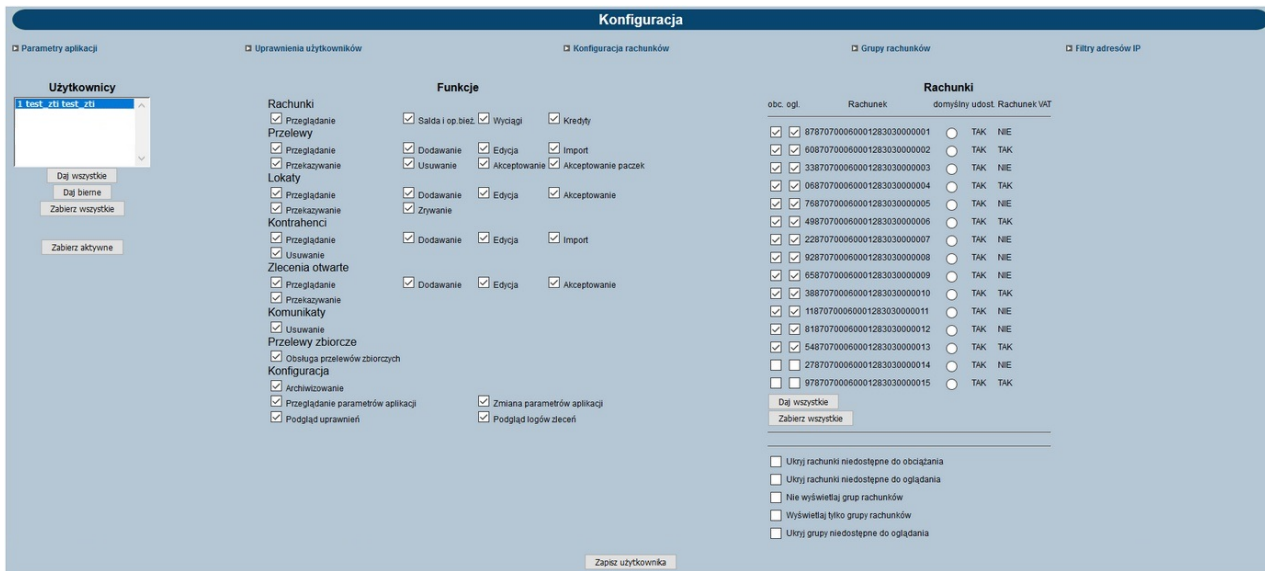 Konfiguracja
Parametry aplikacji Uprawnienia użytkowników Konfiguracja rachunków Grupy rachunków Filtry adresów IP
Użytkownicy
1 test_zti test_zti
Daj wszystkie
Daj bierne
Zabierz wszystkie
Zabierz aktywne
Funkcje
Rachunki
Przeglądanie Salda i op.bież. Wyciągi Kredyty
Przelewy
Przeglądanie Dodawanie Edycja Import
Przekazywanie Usuwanie Akceptowanie Akceptowanie paczek
Lokaty
Przeglądanie Dodawanie Edycja Akceptowanie
Przekazywanie Zrywanie
Kontrahenci
Przeglądanie Dodawanie Edycja Import
Usuwanie
Zlecenia otwarte
Przeglądanie Dodawanie Edycja Akceptowanie
Przekazywanie
Komunikaty
Usuwanie
Przelewy zbiorcze
Obsługa przelewów zbiorczych
Konfiguracja
Archiwizowanie
Przeglądanie parametrów aplikacji Zmiana parametrów aplikacji
Podgląd uprawnień Podgląd logów zleceń
Rachunki
obc. ogl. Rachunek domyślny udost. Rachunek VAT
87870700060001283030000001 TAK NIE
60870700060001283030000002 TAK TAK
33870700060001283030000003 TAK NIE
06870700060001283030000004 TAK TAK
76870700060001283030000005 TAK NIE
49870700060001283030000006 TAK TAK
22870700060001283030000007 TAK NIE
92870700060001283030000008 TAK NIE
65870700060001283030000009 TAK NIE
38870700060001283030000010 TAK TAK
11870700060001283030000011 TAK NIE
81870700060001283030000012 TAK NIE
54870700060001283030000013 TAK TAK
27870700060001283030000014 TAK NIE
97870700060001283030000015 TAK TAK
Daj wszystkie
Zabierz wszystkie
Ukryj rachunki niedostępne do obciążania
Ukryj rachunki niedostępne do oglądania
Nie wyświetlaj grup rachunków
Wyświetlaj tylko grupy rachunków
Ukryj grupy niedostępne do oglądania
Zapisz użytkownika